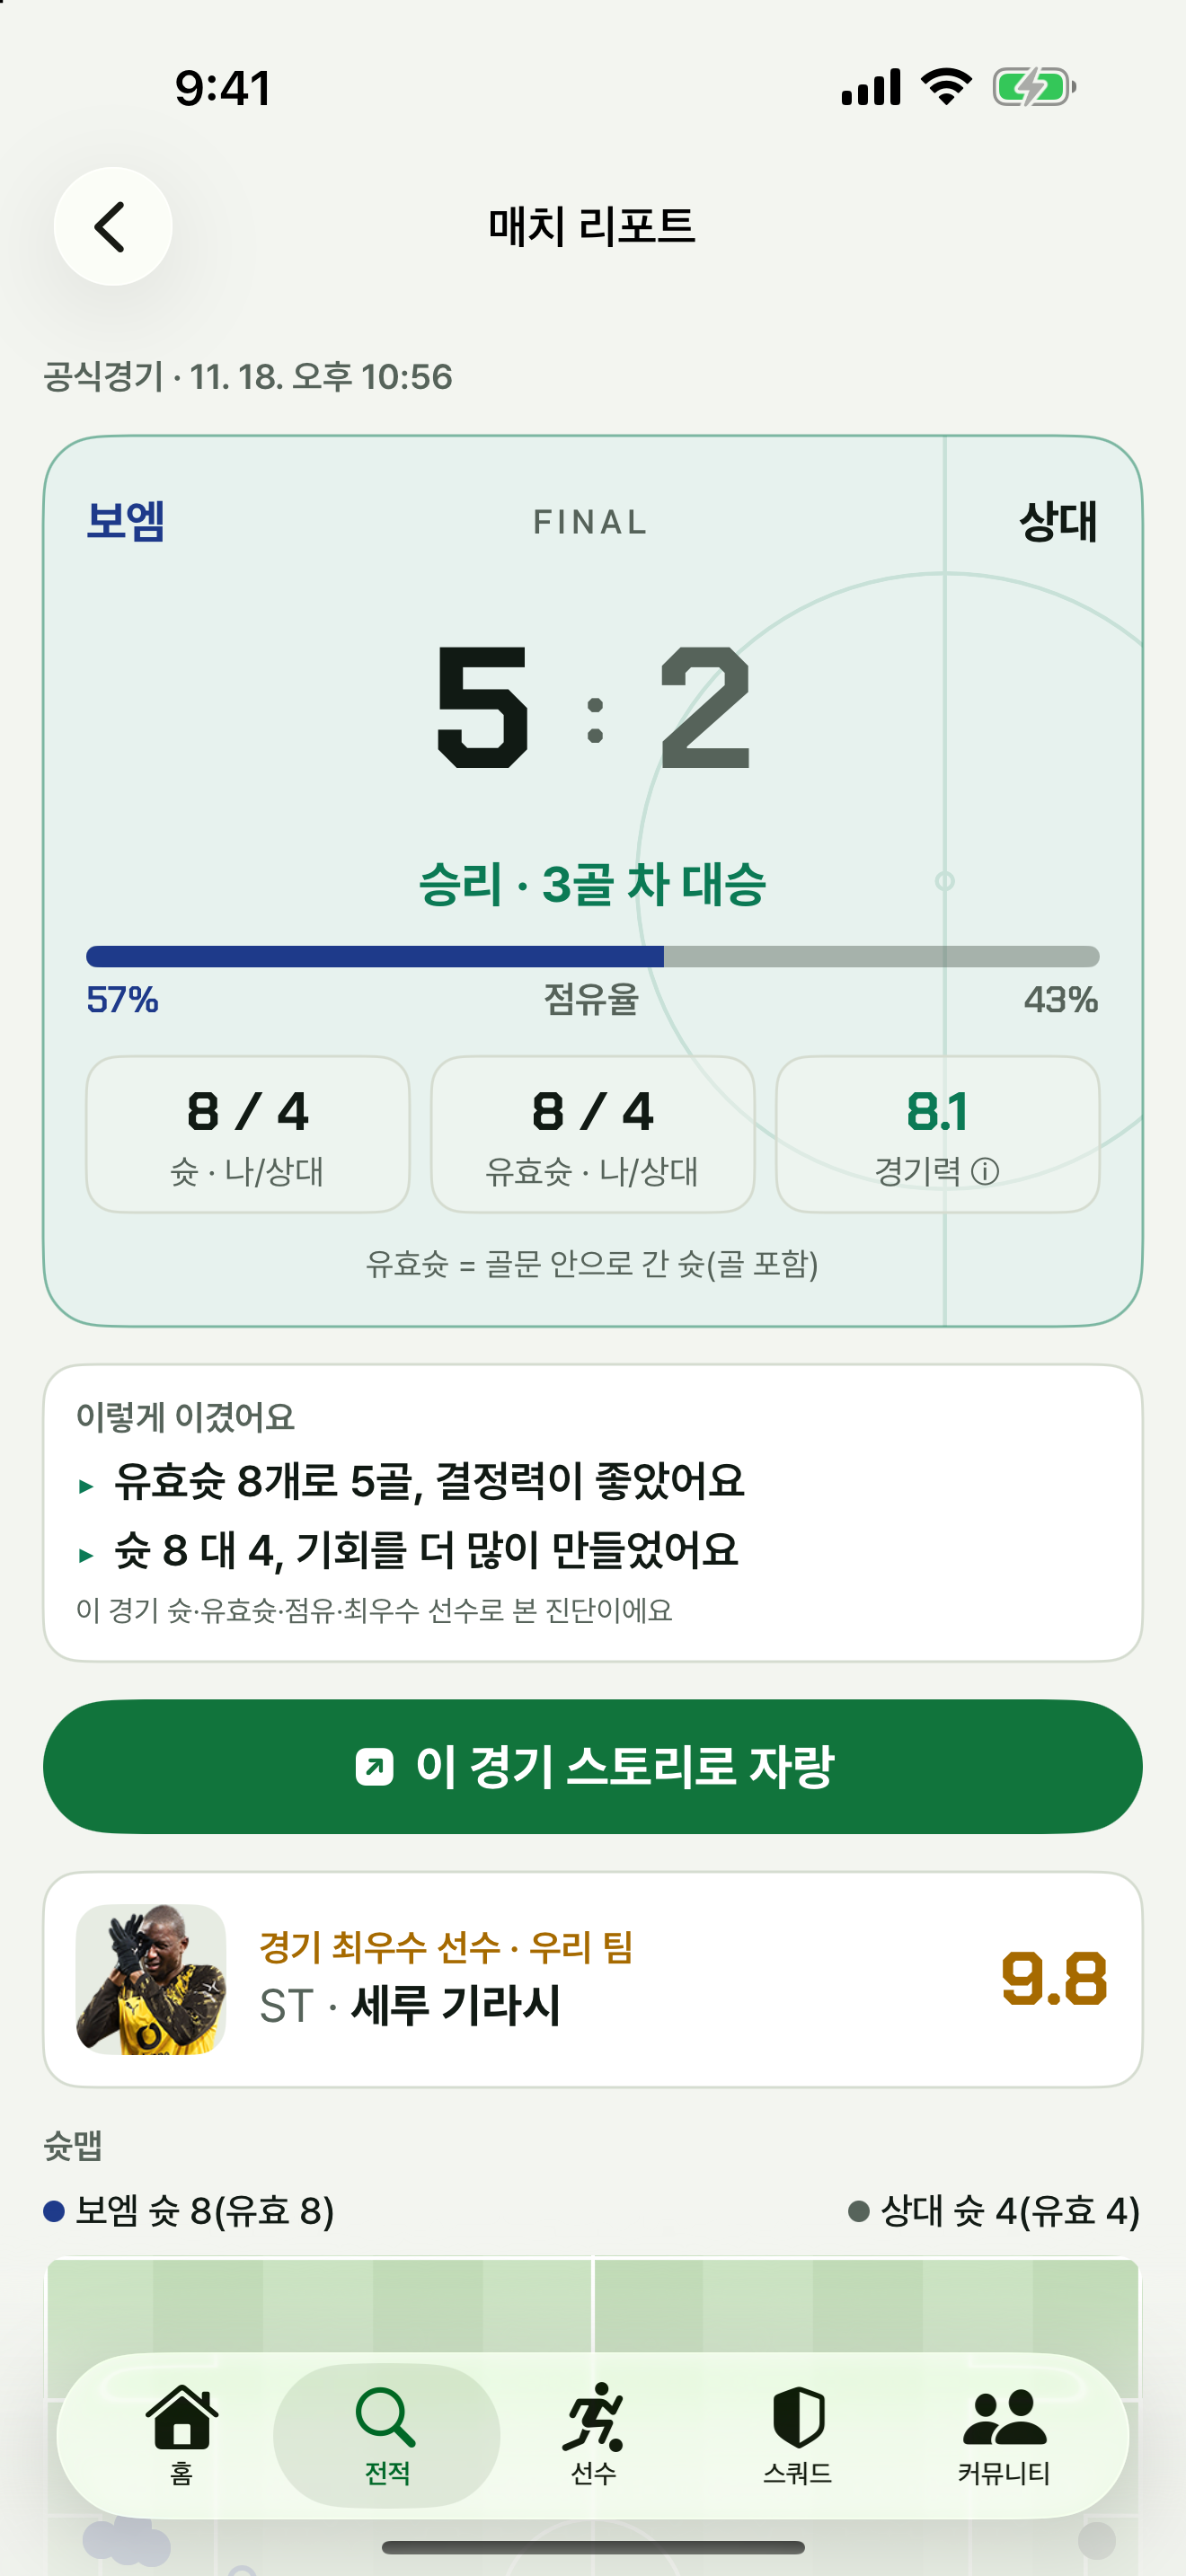 9:41
매치 리포트
공식경기 · 11. 18. 오후 10:56
보엠 FINAL 상대
5 : 2
승리 · 3골 차 대승
57% 점유율 43%
8 / 4 8 / 4 8.1
슛 · 나/상대 유효슛 · 나/상대 경기력 ⓘ
유효슛 = 골문 안으로 간 슛(골 포함)
이렇게 이겼어요
▸ 유효슛 8개로 5골, 결정력이 좋았어요
▸ 슛 8 대 4, 기회를 더 많이 만들었어요
이 경기 슛·유효슛·점유·최우수 선수로 본 진단이에요
이 경기 스토리로 자랑
경기 최우수 선수 · 우리 팀
ST · 세루 기라시
9.8
슛맵
보엠 슛 8(유효 8) 상대 슛 4(유효 4)
홈 전적 선수 스쿼드 커뮤니티